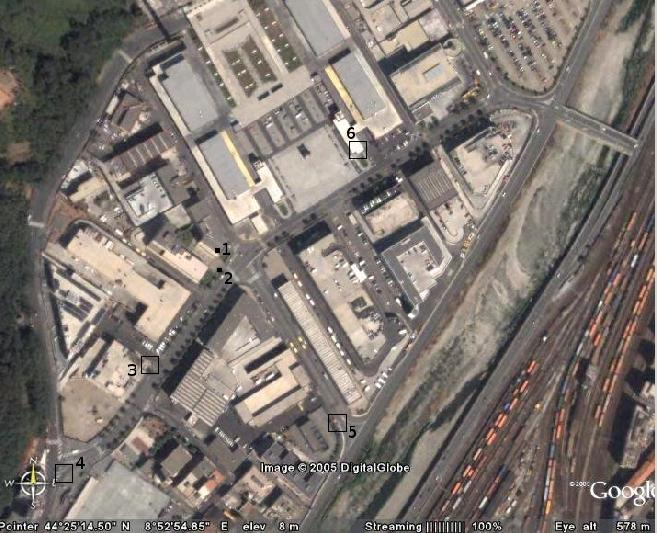 6
1
2
3
5
4
N
W E
S
Image © 2005 DigitalGlobe
© 2005 Google
Pointer 44°25'14.50" N 8°52'54.85" E elev 8 m Streaming |||||||||| 100% Eye alt 578 m